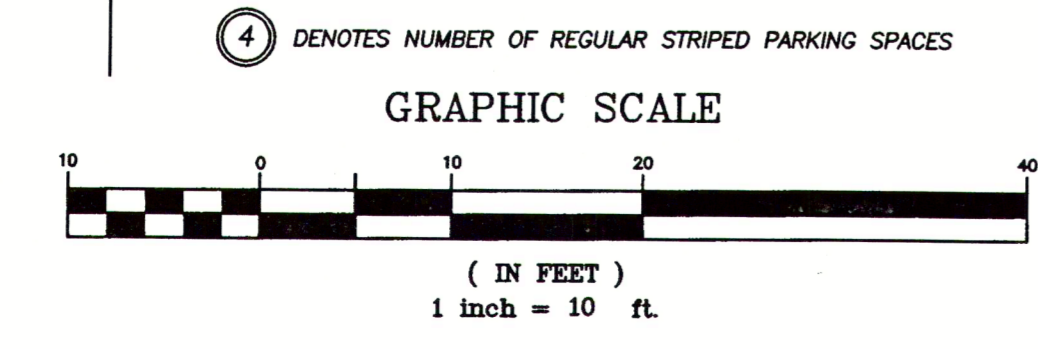 4 DENOTES NUMBER OF REGULAR STRIPED PARKING SPACES
GRAPHIC SCALE
10 0 10 20 40
( IN FEET )
1 inch = 10 ft.